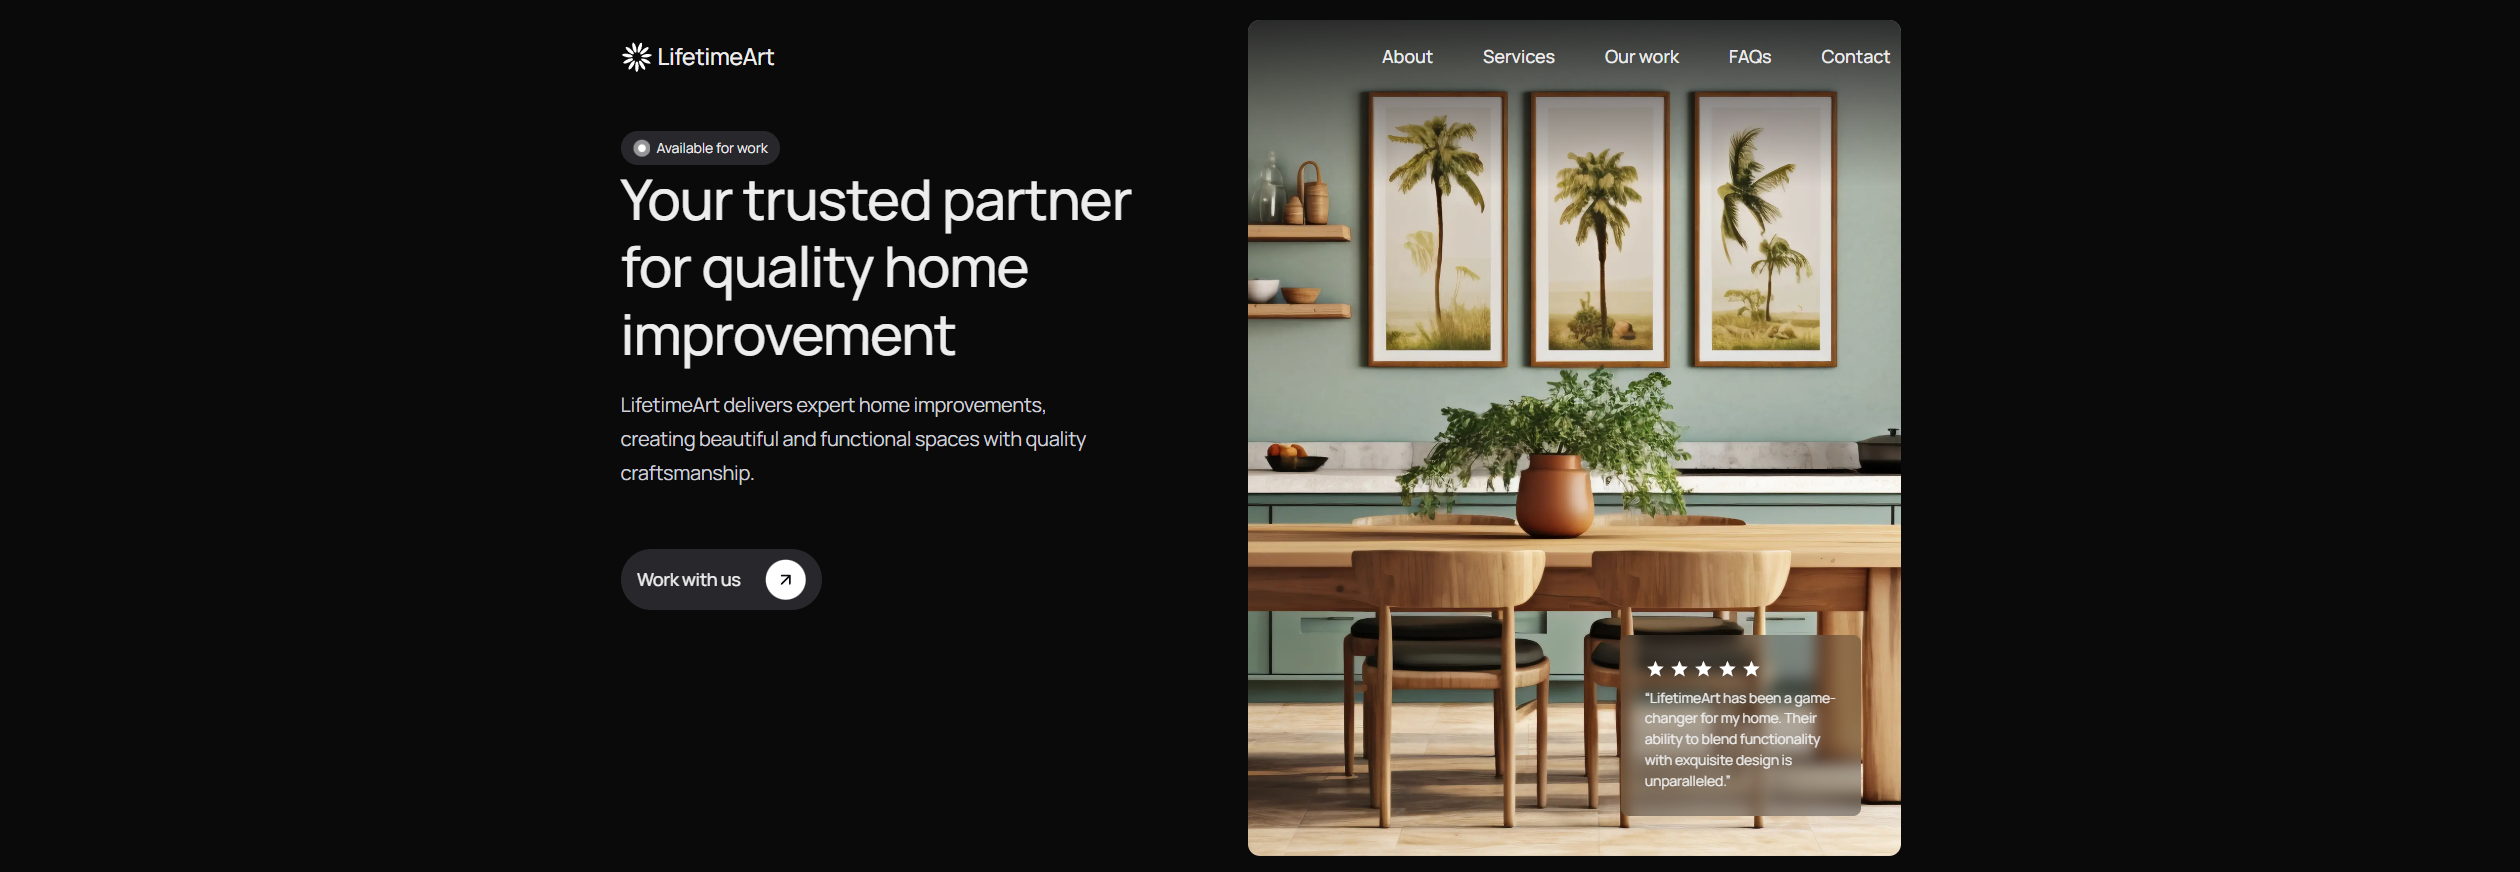 LifetimeArt
About
Services
Our work
FAQs
Contact
Available for work
Your trusted partner
for quality home
improvement
LifetimeArt delivers expert home improvements,
creating beautiful and functional spaces with quality
craftsmanship.
Work with us
“LifetimeArt has been a game-
changer for my home. Their
ability to blend functionality
with exquisite design is
unparalleled.”